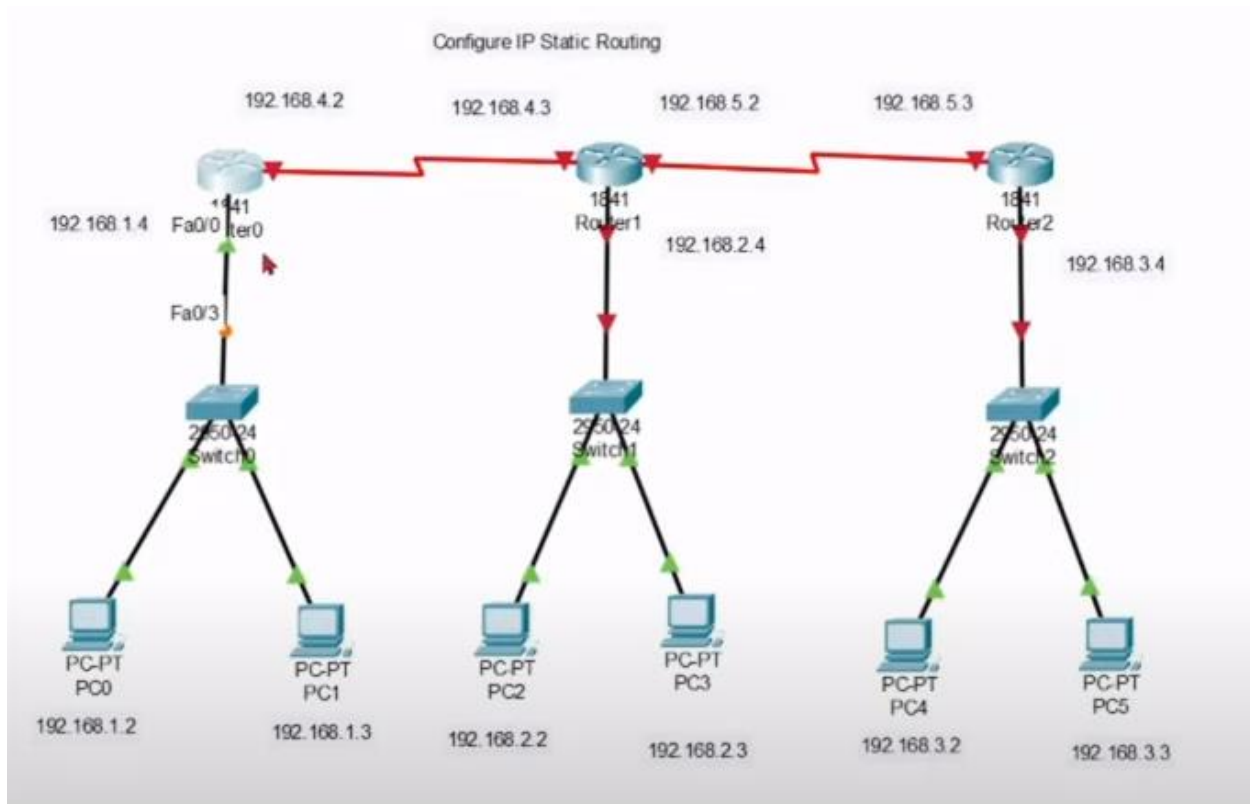 Configure IP Static Routing
192.168.4.2
192.168.4.3
192.168.5.2
192.168.5.3
1841
Router1
1841
Router2
192.168.1.4
Fa0/0
192.168.2.4
192.168.3.4
Fa0/3
2950-24
Switch0
2950-24
Switch1
2950-24
Switch2
PC-PT
PC0
PC-PT
PC1
PC-PT
PC2
PC-PT
PC3
PC-PT
PC4
PC-PT
PC5
192.168.1.2
192.168.1.3
192.168.2.2
192.168.2.3
192.168.3.2
192.168.3.3